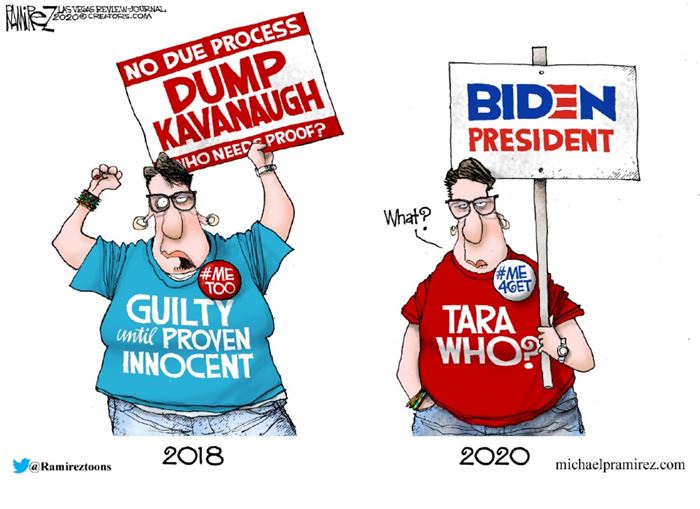 RAMIREZ LAS VEGAS REVIEW-JOURNAL
2020 © CREATORS.COM
NO DUE PROCESS
DUMP
KAVANAUGH
WHO NEEDS PROOF?
#ME
TOO
GUILTY
until PROVEN
INNOCENT
2018
@Ramireztoons
BIDEN
PRESIDENT
What?
#ME
4GET
TARA
WHO?
2020
michaelpramirez.com